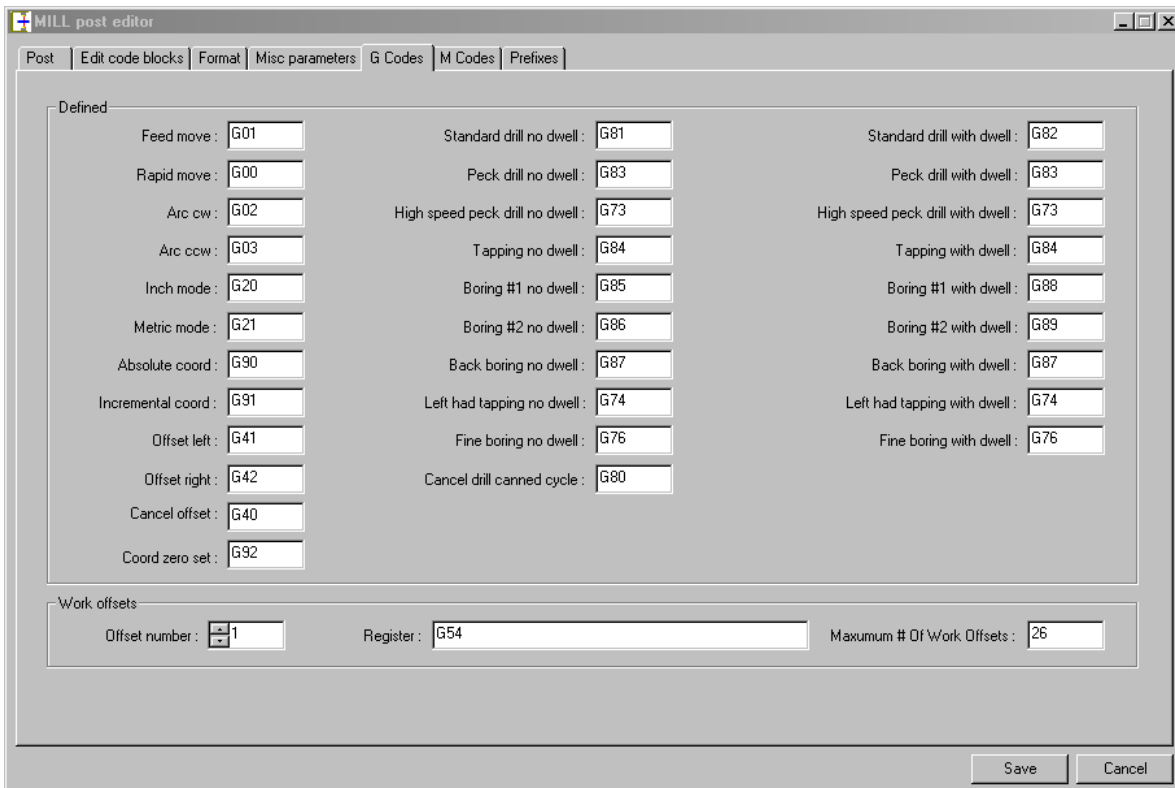 MILL post editor
Post Edit code blocks Format Misc parameters G Codes M Codes Prefixes
Defined
Feed move : G01 Standard drill no dwell : G81 Standard drill with dwell : G82
Rapid move : G00 Peck drill no dwell : G83 Peck drill with dwell : G83
Arc cw : G02 High speed peck drill no dwell : G73 High speed peck drill with dwell : G73
Arc ccw : G03 Tapping no dwell : G84 Tapping with dwell : G84
Inch mode : G20 Boring #1 no dwell : G85 Boring #1 with dwell : G88
Metric mode : G21 Boring #2 no dwell : G86 Boring #2 with dwell : G89
Absolute coord : G90 Back boring no dwell : G87 Back boring with dwell : G87
Incremental coord : G91 Left had tapping no dwell : G74 Left had tapping with dwell : G74
Offset left : G41 Fine boring no dwell : G76 Fine boring with dwell : G76
Offset right : G42 Cancel drill canned cycle : G80
Cancel offset : G40
Coord zero set : G92
Work offsets
Offset number : 1 Register : G54 Maxumum # Of Work Offsets : 26
Save Cancel